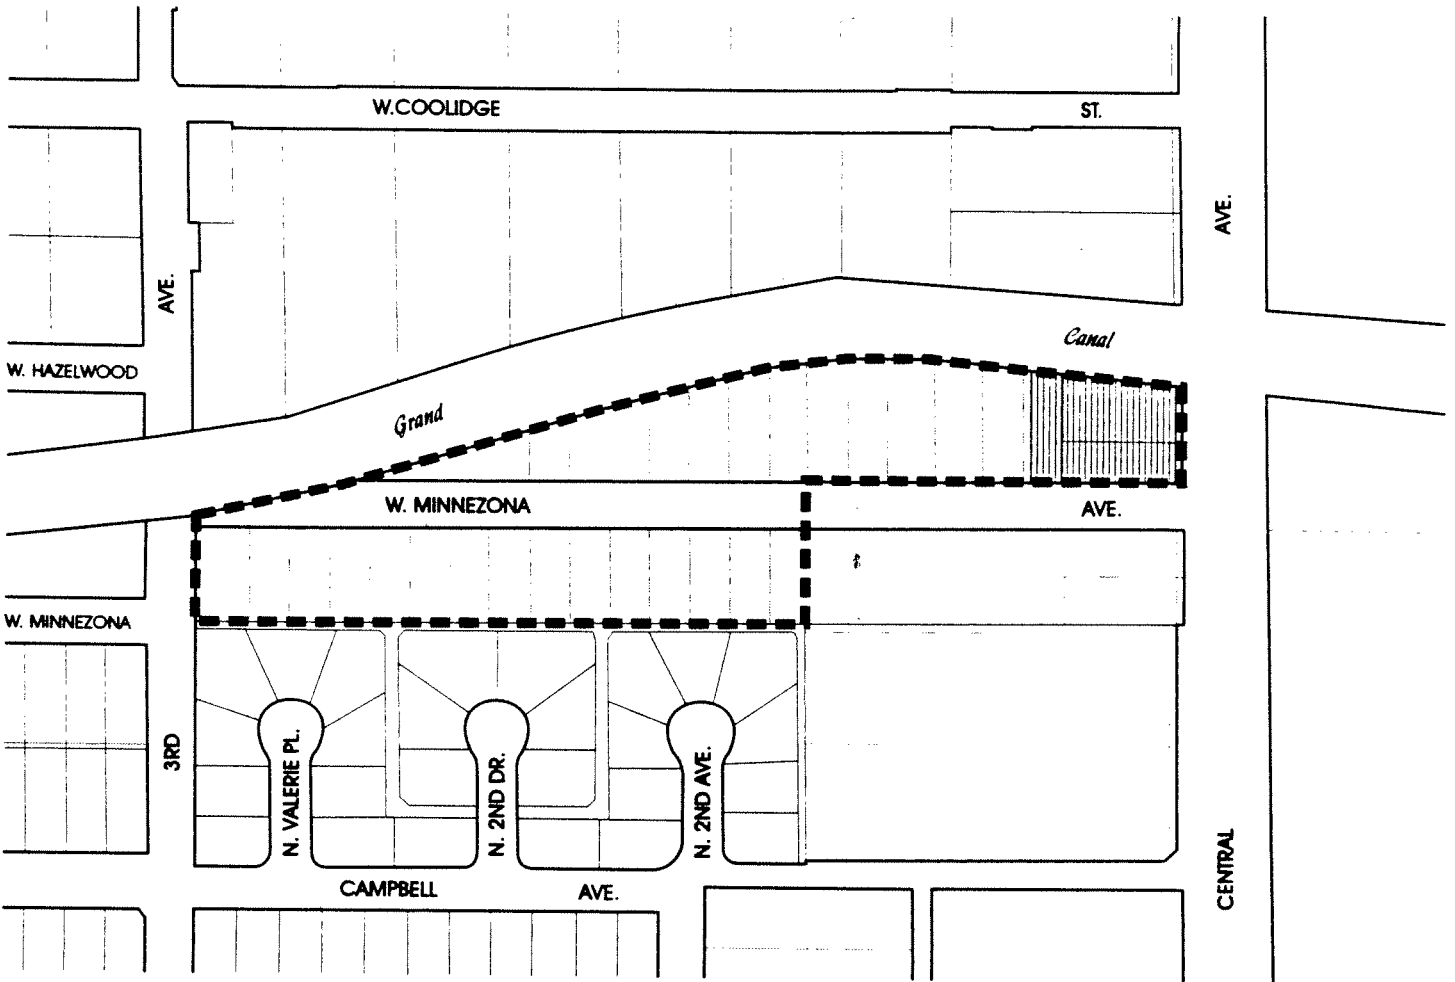 W.COOLIDGE ST.
AVE.
AVE.
Canal
W. HAZELWOOD
Grand
W. MINNEZONA AVE.
W. MINNEZONA
3RD
N. VALERIE PL.
N. 2ND DR.
N. 2ND AVE.
CENTRAL
CAMPBELL AVE.